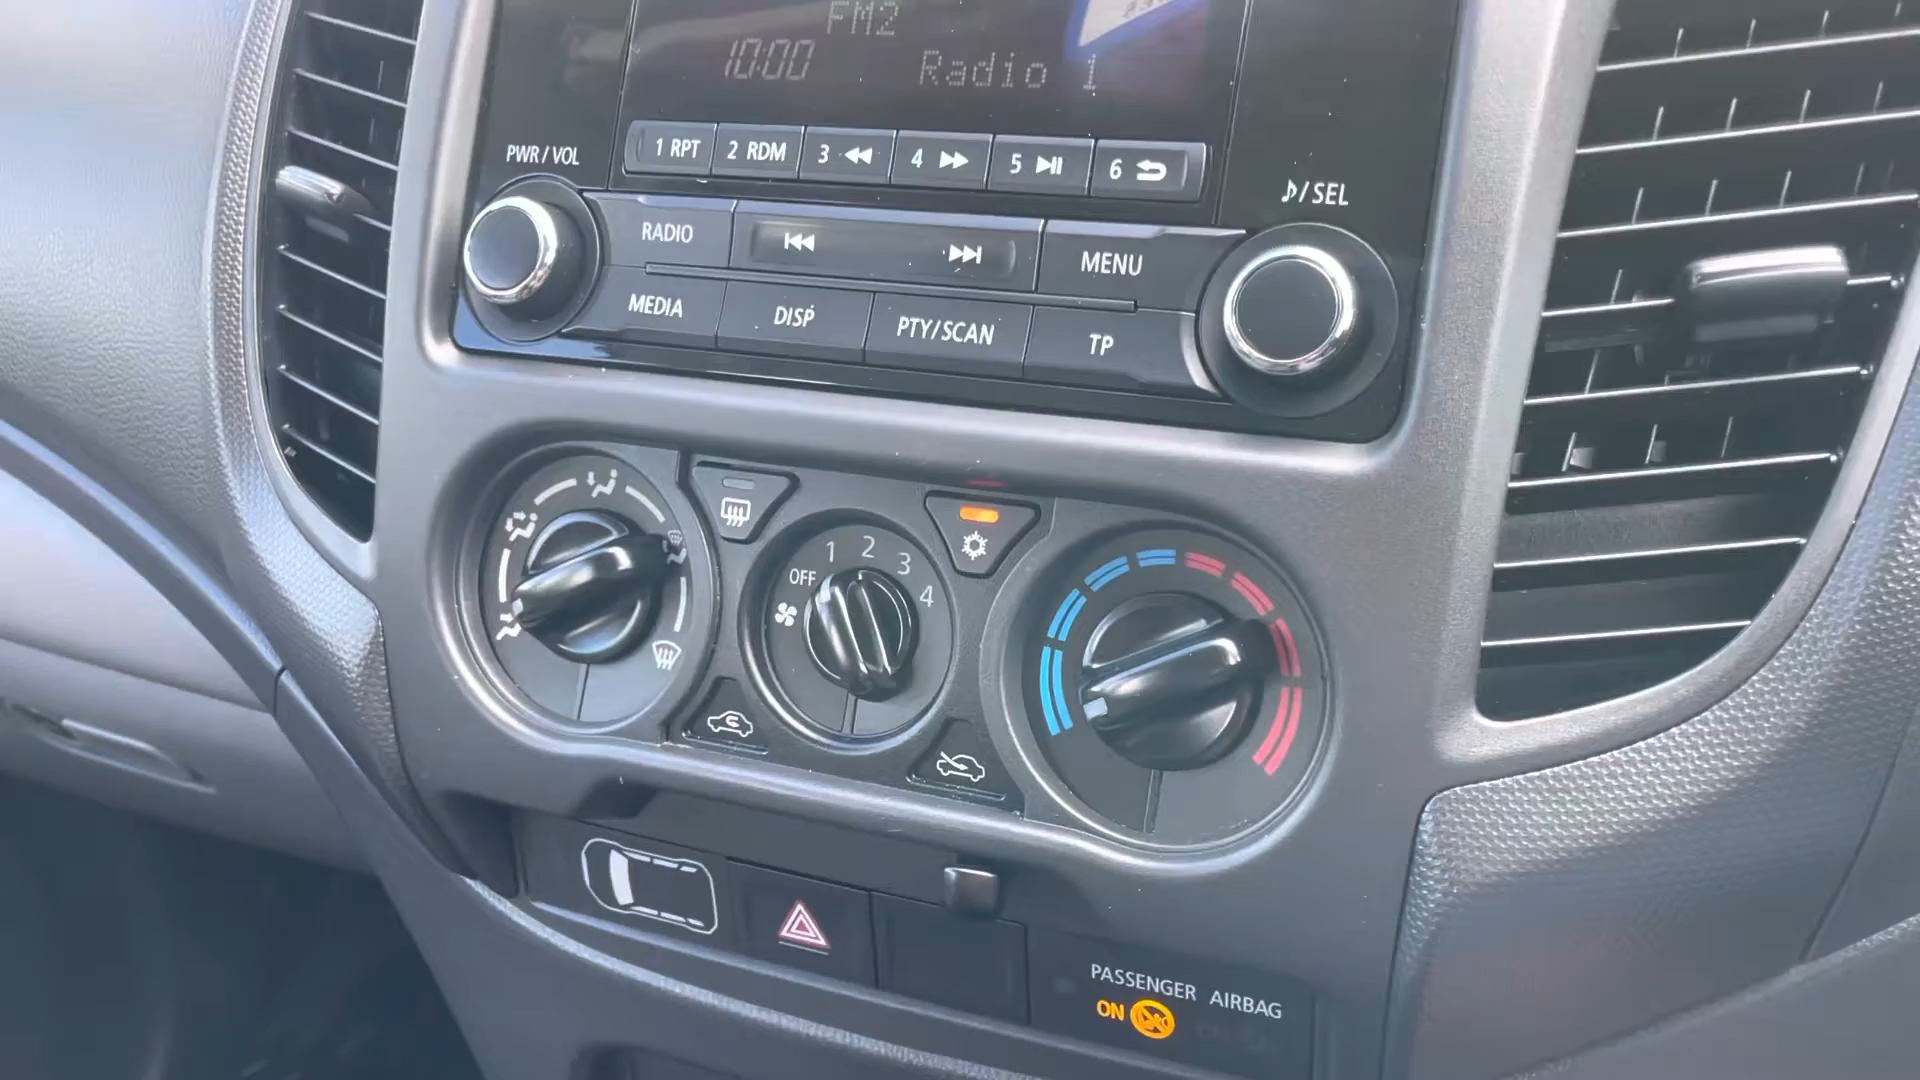 FM2
10:00 Radio 1
PWR / VOL
1 RPT 2 RDM 3 4 5 6
♪/ SEL
RADIO MENU
MEDIA DISP PTY/SCAN TP
OFF 1 2 3 4
PASSENGER AIRBAG
ON